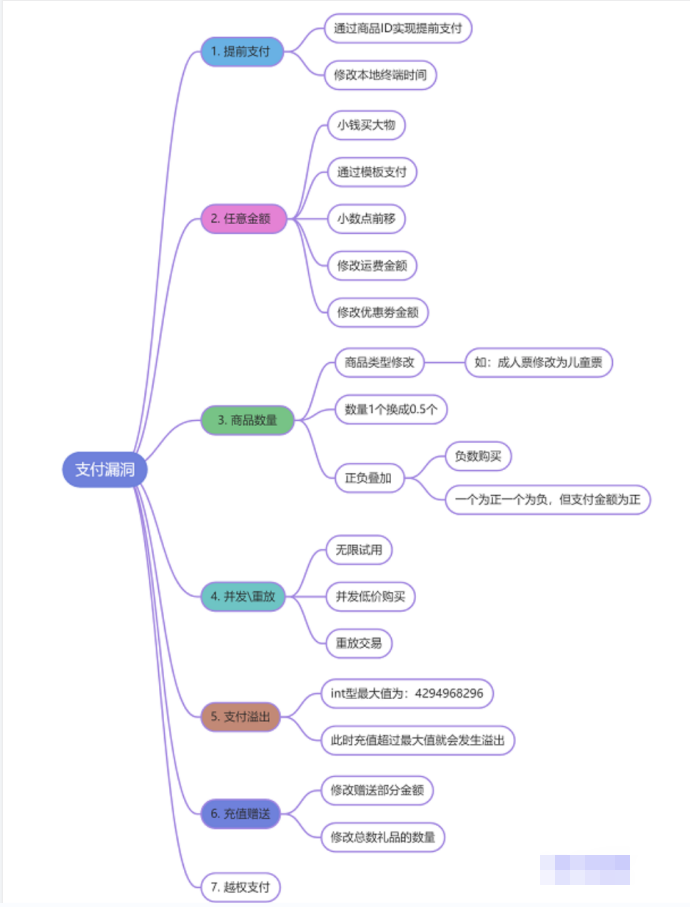 支付漏洞
1. 提前支付
通过商品ID实现提前支付
修改本地终端时间
2. 任意金额
小钱买大物
通过模板支付
小数点前移
修改运费金额
修改优惠劵金额
3. 商品数量
商品类型修改
如：成人票修改为儿童票
数量1个换成0.5个
正负叠加
负数购买
一个为正一个为负，但支付金额为正
4. 并发\重放
无限试用
并发低价购买
重放交易
5. 支付溢出
int型最大值为：4294968296
此时充值超过最大值就会发生溢出
6. 充值赠送
修改赠送部分金额
修改总数礼品的数量
7. 越权支付